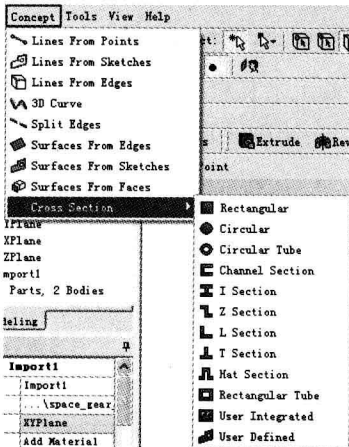 Concept Tools View Help
Lines From Points
Lines From Sketches
Lines From Edges
3D Curve
Split Edges
Surfaces From Edges
Surfaces From Sketches
Surfaces From Faces
Cross Section
Extrude
oint
Rectangular
Circular
Circular Tube
Channel Section
I Section
Z Section
L Section
T Section
Hat Section
Rectangular Tube
User Integrated
User Defined
XPlane
ZPlane
mport1
Parts, 2 Bodies
deling
Import1
Import1
...\space_gear
XYPlane
Add Material